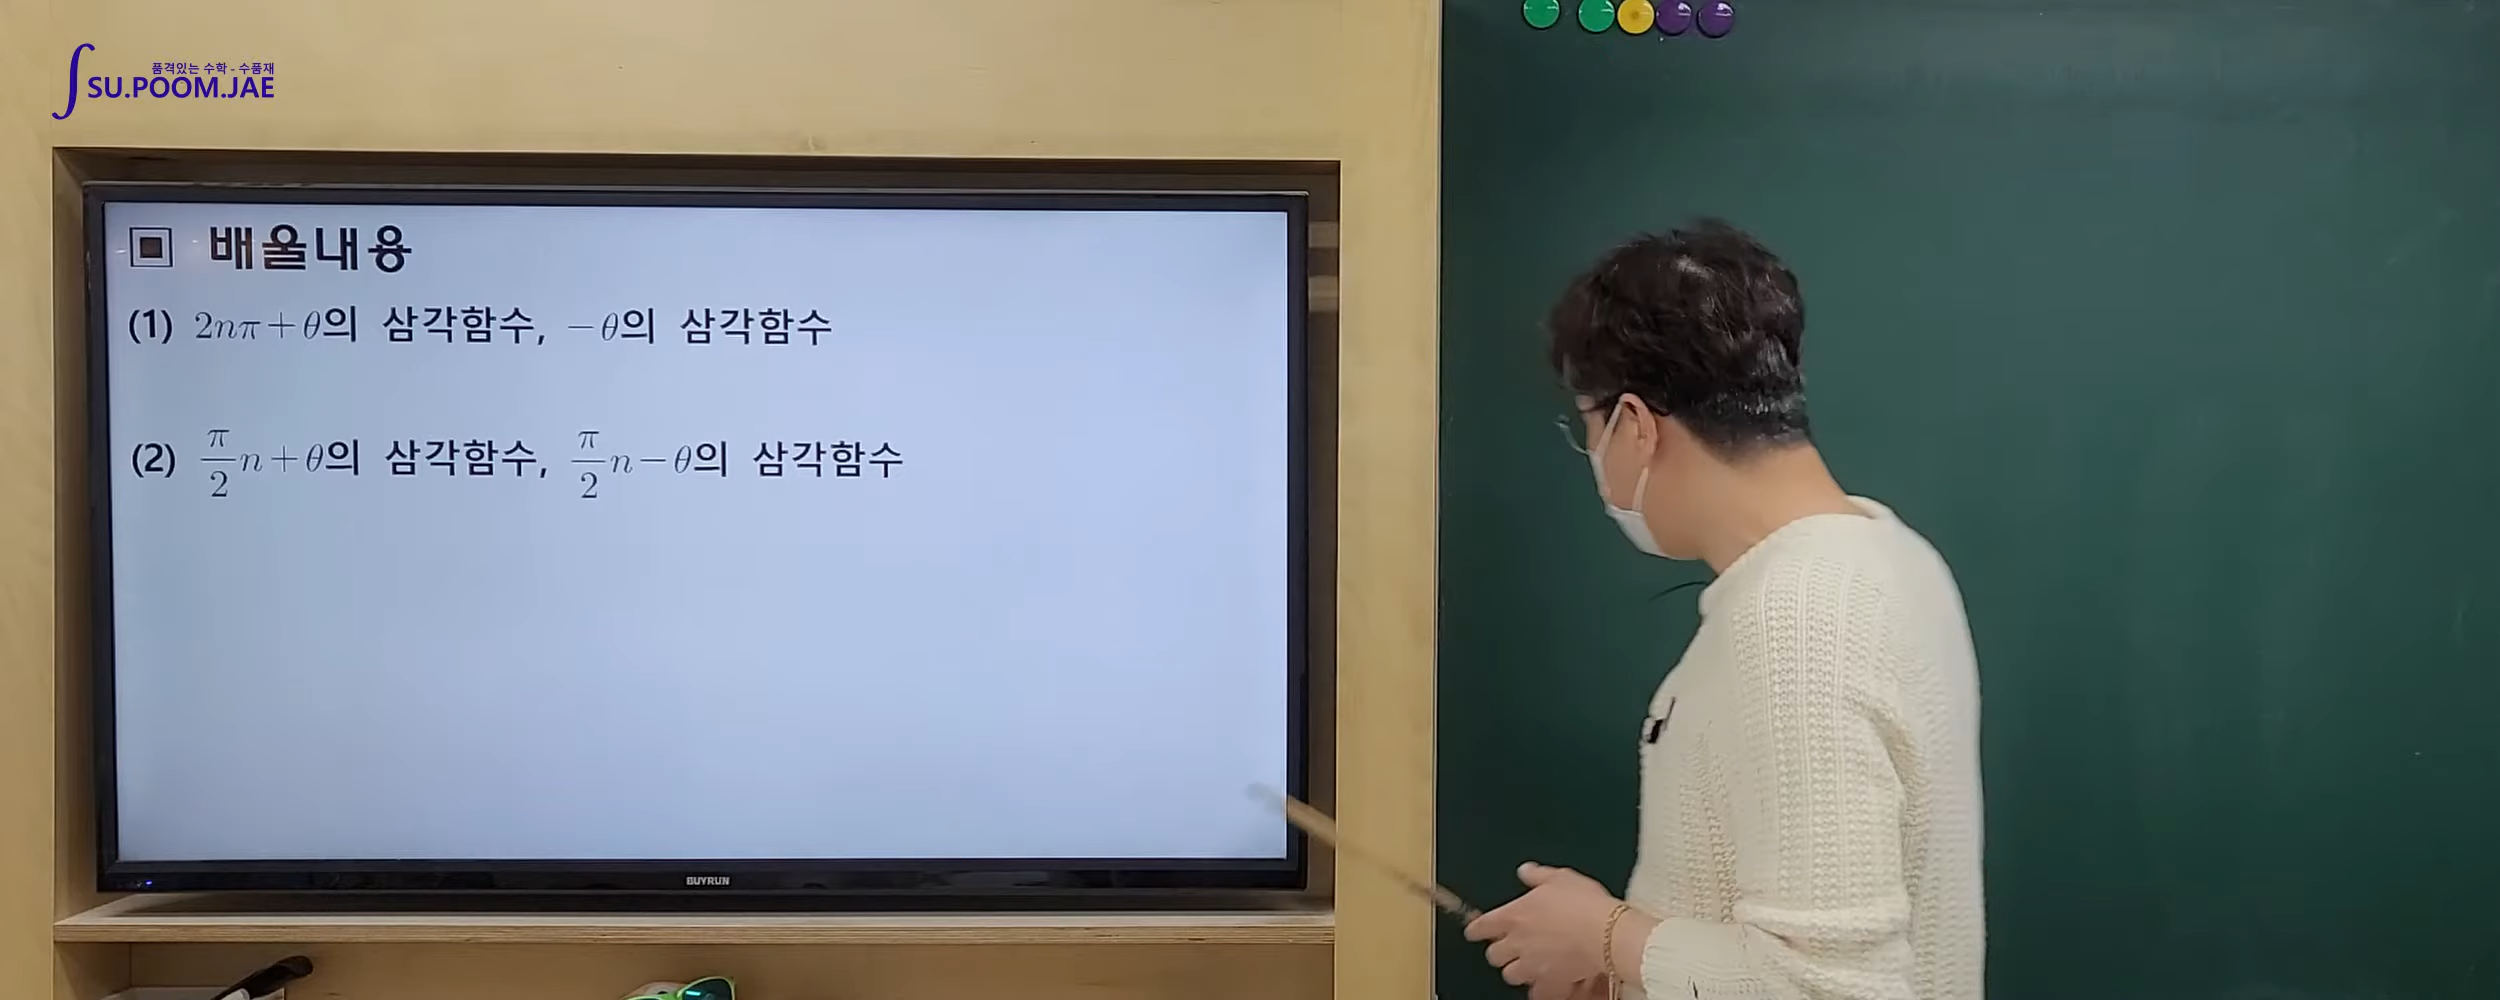 품격있는 수학 - 수품재
SU.POOM.JAE
배울내용
(1) 2nπ+θ의 삼각함수, -θ의 삼각함수
(2) π/2 n+θ의 삼각함수, π/2 n-θ의 삼각함수
BUYRUN